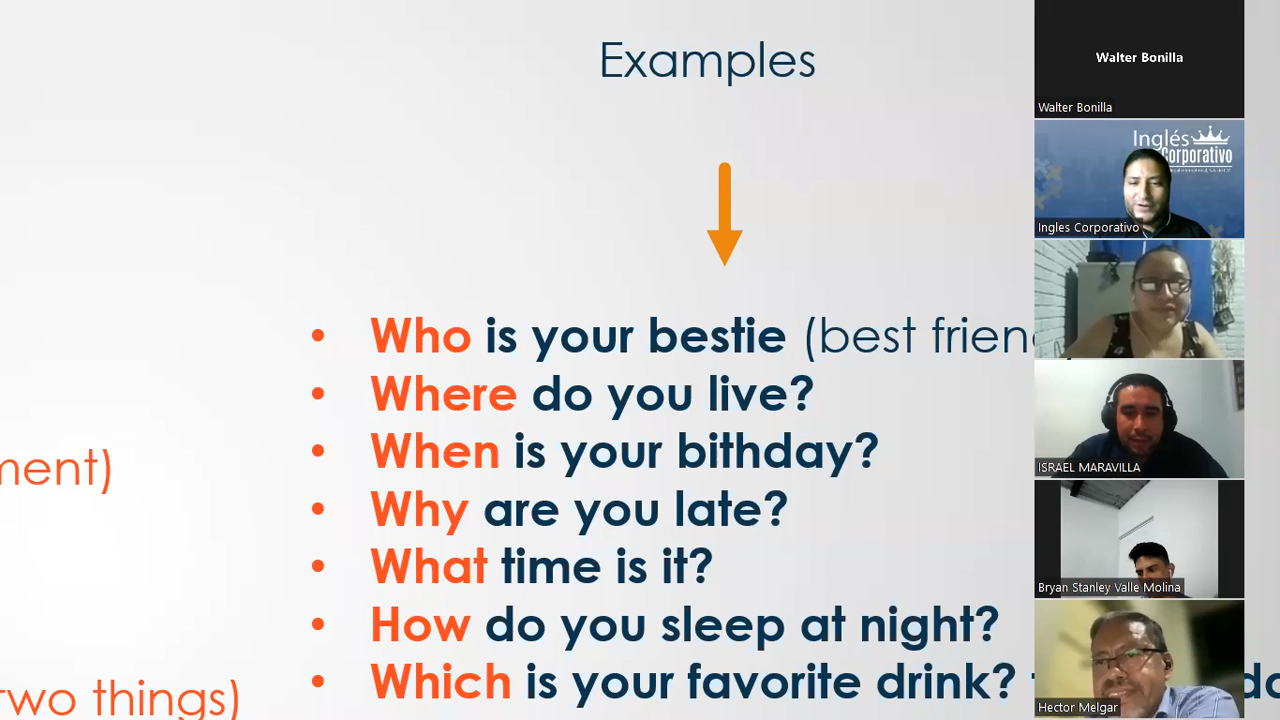 Examples
Who is your bestie (best frien
Where do you live?
When is your bithday?
ment)
Why are you late?
What time is it?
How do you sleep at night?
two things)
Which is your favorite drink?
Walter Bonilla
Walter Bonilla
Inglés
Corporativo
Ingles Corporativo
ISRAEL MARAVILLA
Bryan Stanley Valle Molina
Hector Melgar